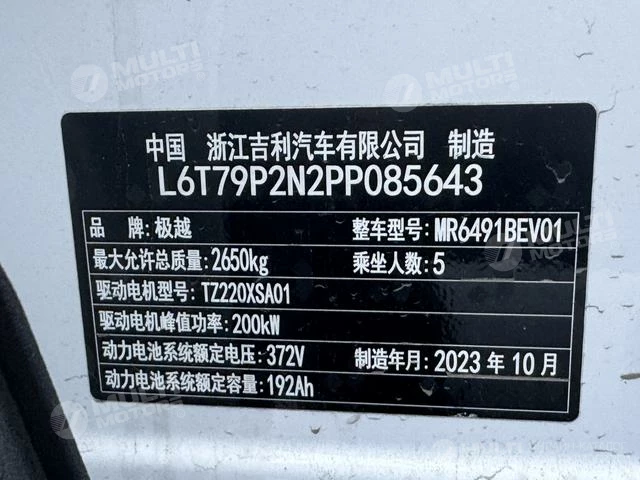 中国 浙江吉利汽车有限公司 制造
L6T79P2N2PP085643
品 牌: 极越 整车型号: MR6491BEV01
最大允许总质量: 2650kg 乘坐人数: 5
驱动电机型号: TZ220XSA01
驱动电机峰值功率: 200kW
动力电池系统额定电压: 372V 制造年月: 2023 年 10 月
动力电池系统额定容量: 192Ah
MULTI MOTORS
MULTI MOTORS